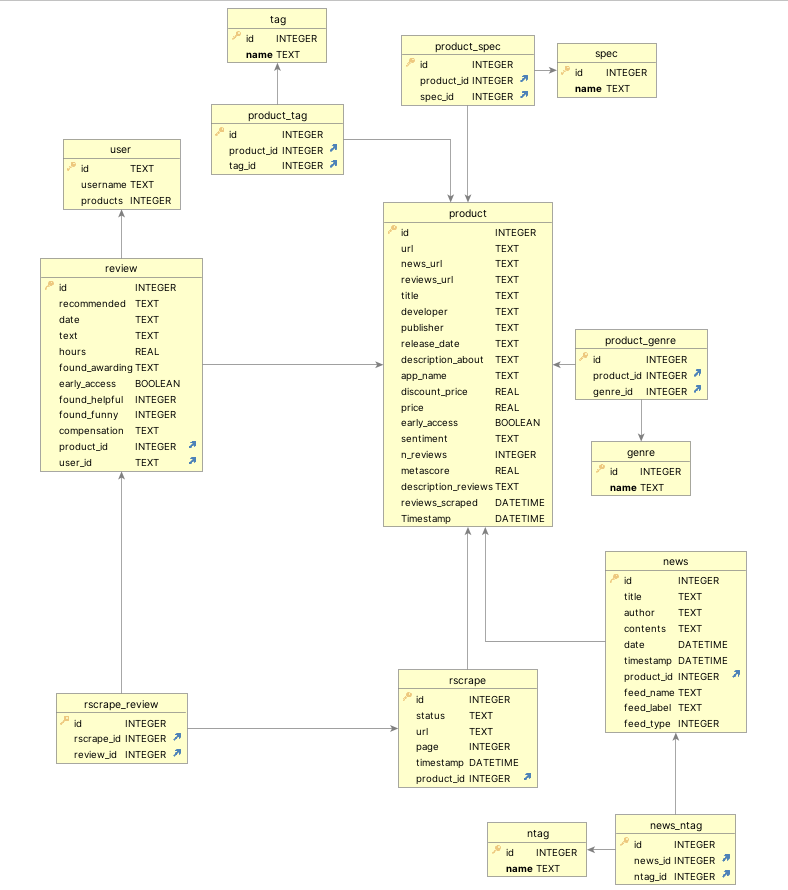 tag
id INTEGER
name TEXT
product_spec
id INTEGER
product_id INTEGER
spec_id INTEGER
spec
id INTEGER
name TEXT
product_tag
id INTEGER
product_id INTEGER
tag_id INTEGER
user
id TEXT
username TEXT
products INTEGER
product
id INTEGER
url TEXT
news_url TEXT
reviews_url TEXT
title TEXT
developer TEXT
publisher TEXT
release_date TEXT
description_about TEXT
app_name TEXT
discount_price REAL
price REAL
early_access BOOLEAN
sentiment TEXT
n_reviews INTEGER
metascore REAL
description_reviews TEXT
reviews_scraped DATETIME
Timestamp DATETIME
review
id INTEGER
recommended TEXT
date TEXT
text TEXT
hours REAL
found_awarding TEXT
early_access BOOLEAN
found_helpful INTEGER
found_funny INTEGER
compensation TEXT
product_id INTEGER
user_id TEXT
product_genre
id INTEGER
product_id INTEGER
genre_id INTEGER
genre
id INTEGER
name TEXT
news
id INTEGER
title TEXT
author TEXT
contents TEXT
date DATETIME
timestamp DATETIME
product_id INTEGER
feed_name TEXT
feed_label TEXT
feed_type INTEGER
rscrape
id INTEGER
status TEXT
url TEXT
page INTEGER
timestamp DATETIME
product_id INTEGER
rscrape_review
id INTEGER
rscrape_id INTEGER
review_id INTEGER
ntag
id INTEGER
name TEXT
news_ntag
id INTEGER
news_id INTEGER
ntag_id INTEGER